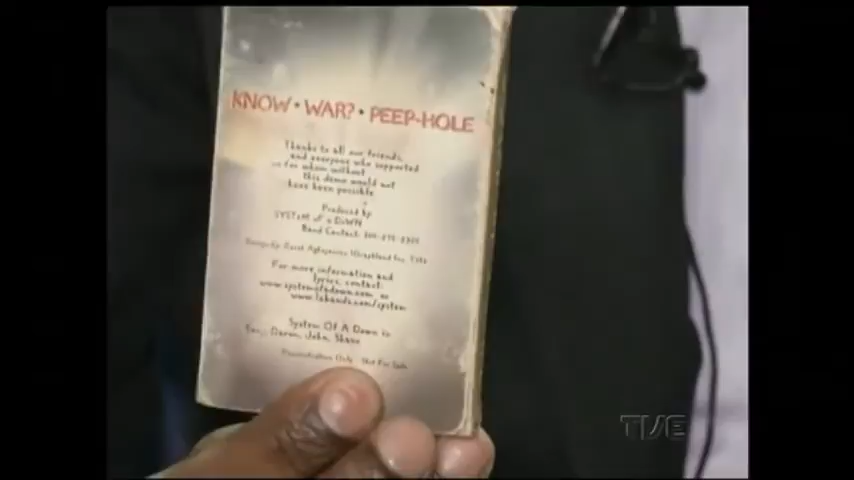 KNOW • WAR? • PEEP-HOLE
Thanks to all our friends,
and everyone who supported
us for whom without
this demo would not
have been possible
Produced by
SYSTEM of a DOWN
Band Contact:
Design by:
For more information and
lyrics, contact:
www.systemofadown.com or
www.labands.com/system
System Of A Down is
Daron, John, Shavo
Promotion Only Not For Sale
TVE